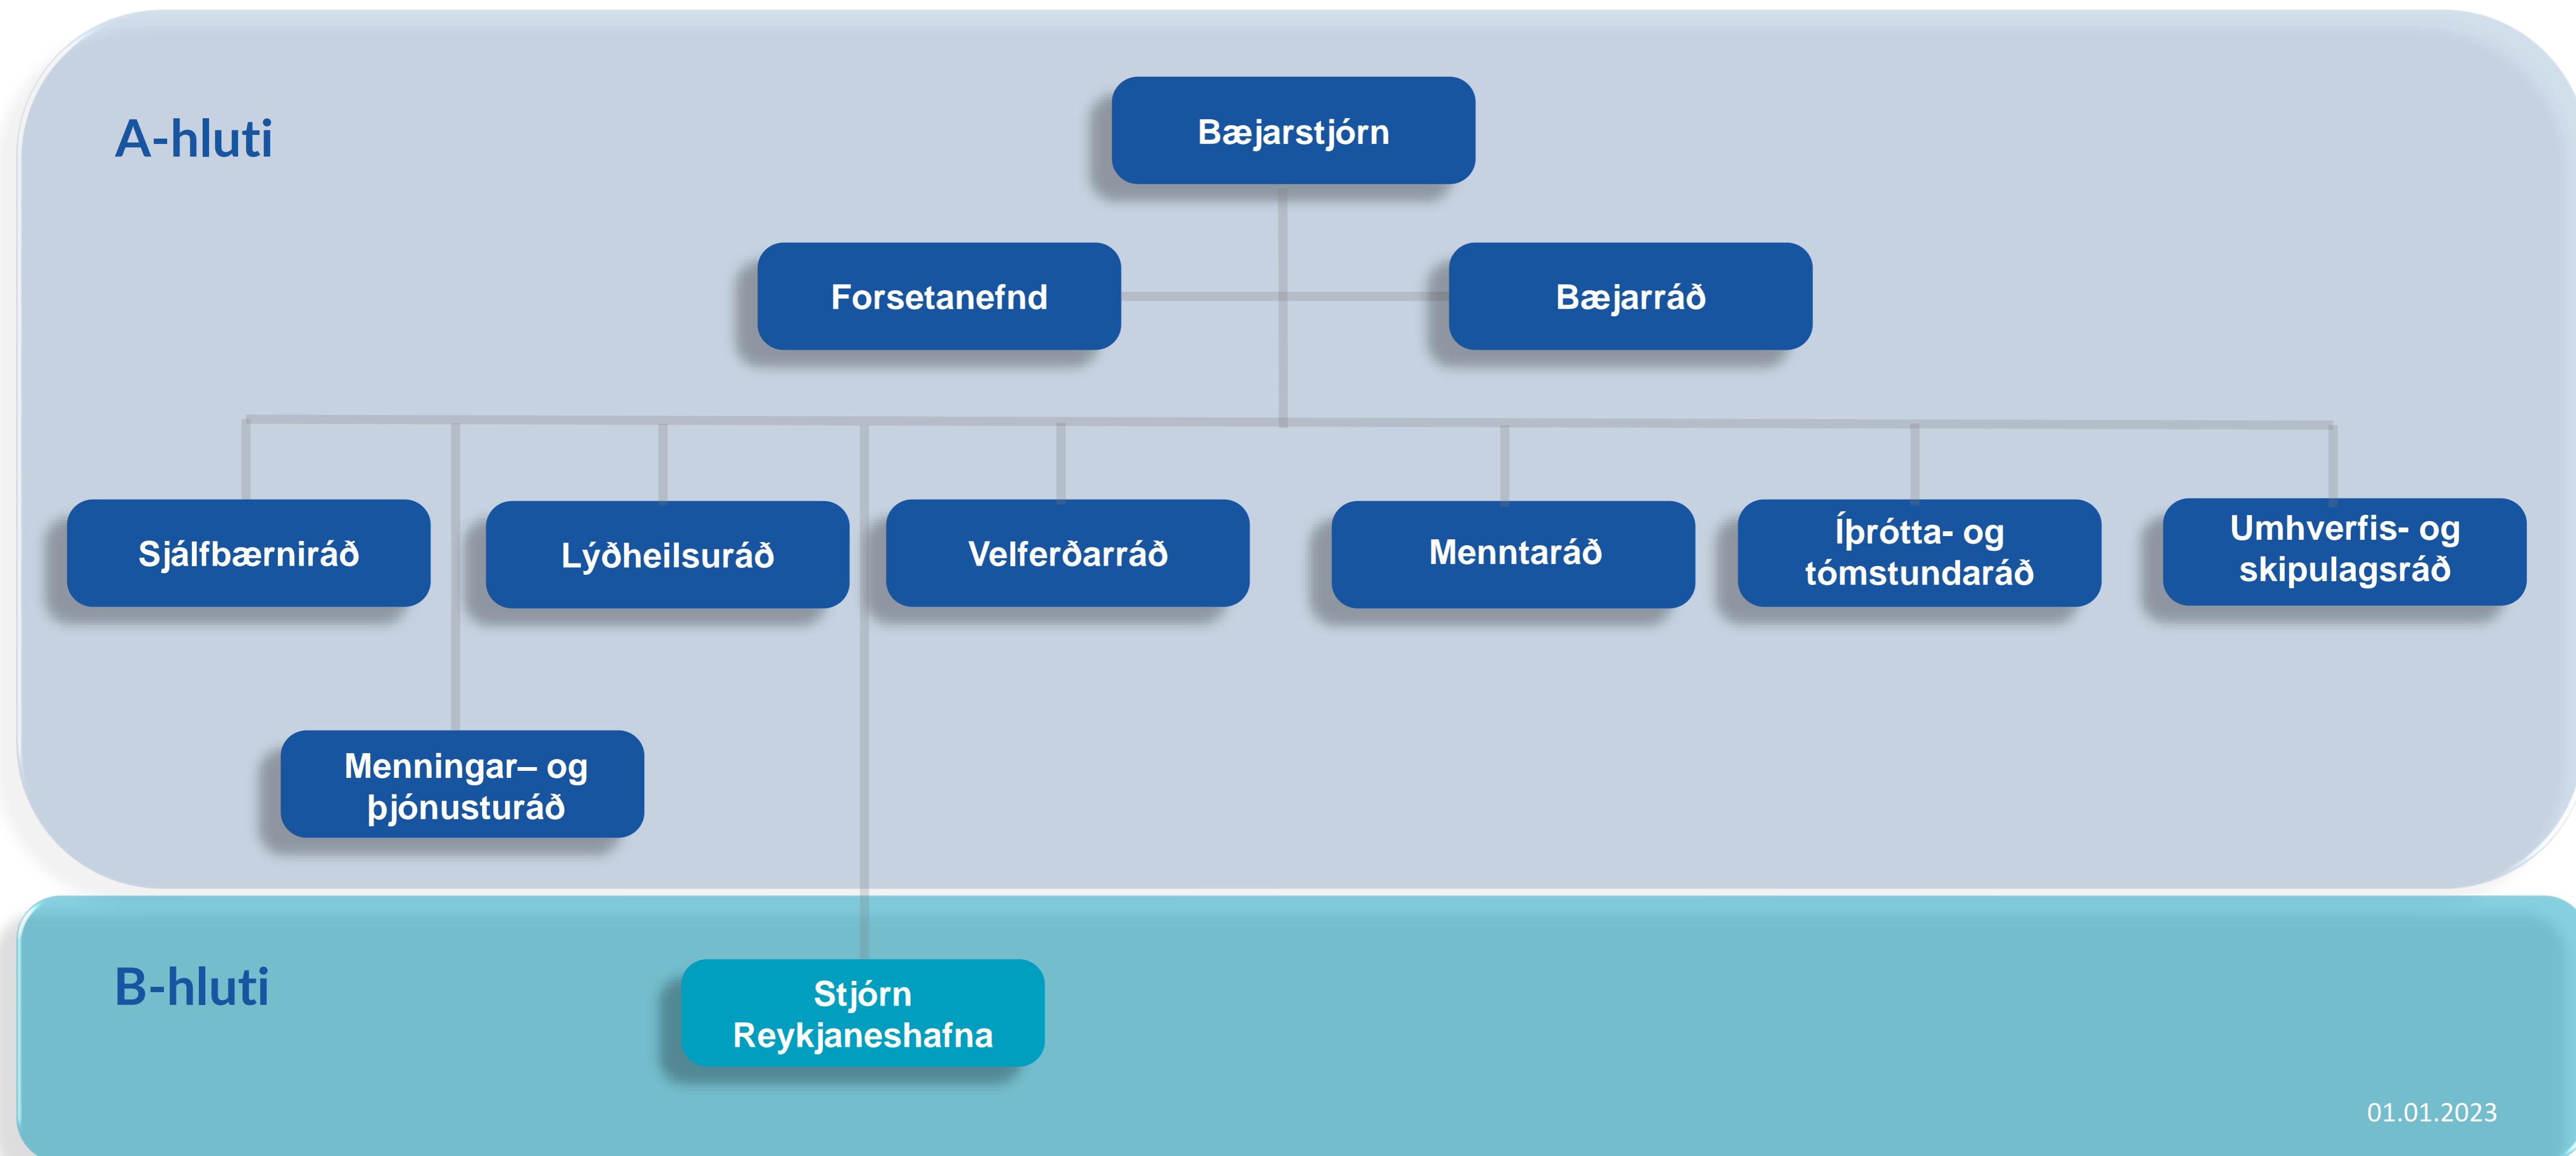 A-hluti
Bæjarstjórn
Forsetanefnd
Bæjarráð
Sjálfbærniráð
Lýðheilsuráð
Velferðarráð
Menntaráð
Íþrótta- og
tómstundaráð
Umhverfis- og
skipulagsráð
Menningar– og
þjónusturáð
B-hluti
Stjórn
Reykjaneshafna
01.01.2023